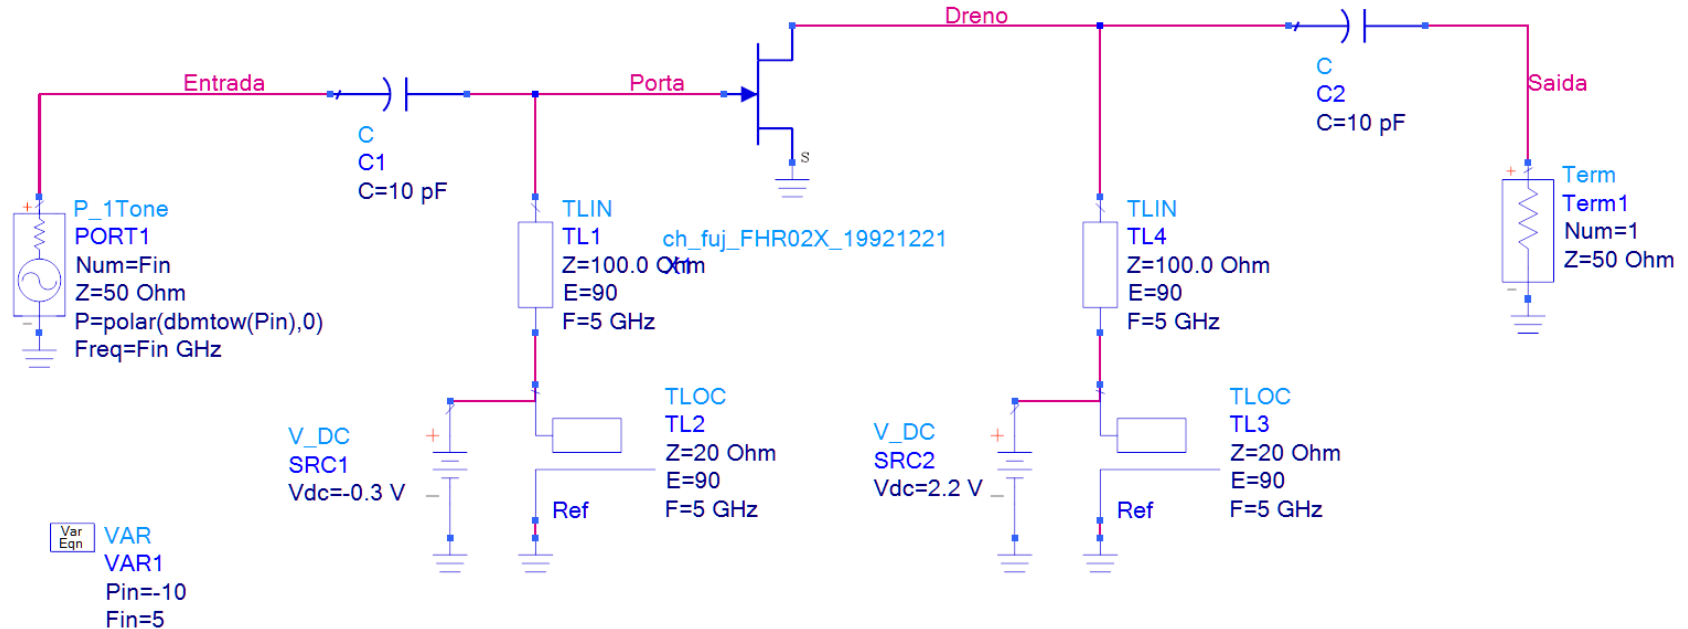 Dreno
Entrada
Porta
Saida
C
C1
C=10 pF
C
C2
C=10 pF
S
+
P_1Tone
PORT1
Num=Fin
Z=50 Ohm
P=polar(dbmtow(Pin),0)
Freq=Fin GHz
−
TLIN
TL1
Z=100.0 Ohm
E=90
F=5 GHz
ch_fuj_FHR02X_19921221
X1
TLIN
TL4
Z=100.0 Ohm
E=90
F=5 GHz
+
Term
Term1
Num=1
Z=50 Ohm
−
V_DC
SRC1
Vdc=-0.3 V
+
−
TLOC
TL2
Z=20 Ohm
E=90
F=5 GHz
Ref
V_DC
SRC2
Vdc=2.2 V
+
−
TLOC
TL3
Z=20 Ohm
E=90
F=5 GHz
Ref
Var
Eqn
VAR
VAR1
Pin=-10
Fin=5